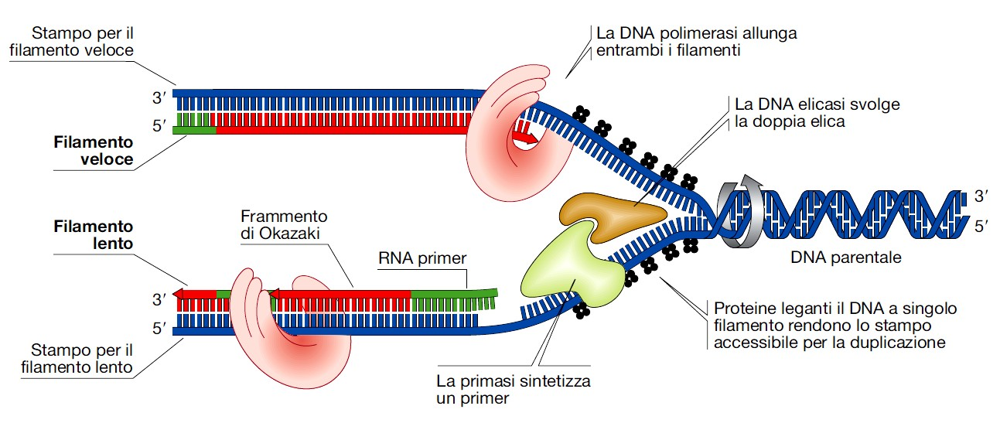 Stampo per il
filamento veloce
La DNA polimerasi allunga
entrambi i filamenti
3′
5′
La DNA elicasi svolge
la doppia elica
Filamento
veloce
3′
5′
DNA parentale
Filamento
lento
Frammento
di Okazaki
RNA primer
3′
5′
Proteine leganti il DNA a singolo
filamento rendono lo stampo
accessibile per la duplicazione
Stampo per il
filamento lento
La primasi sintetizza
un primer